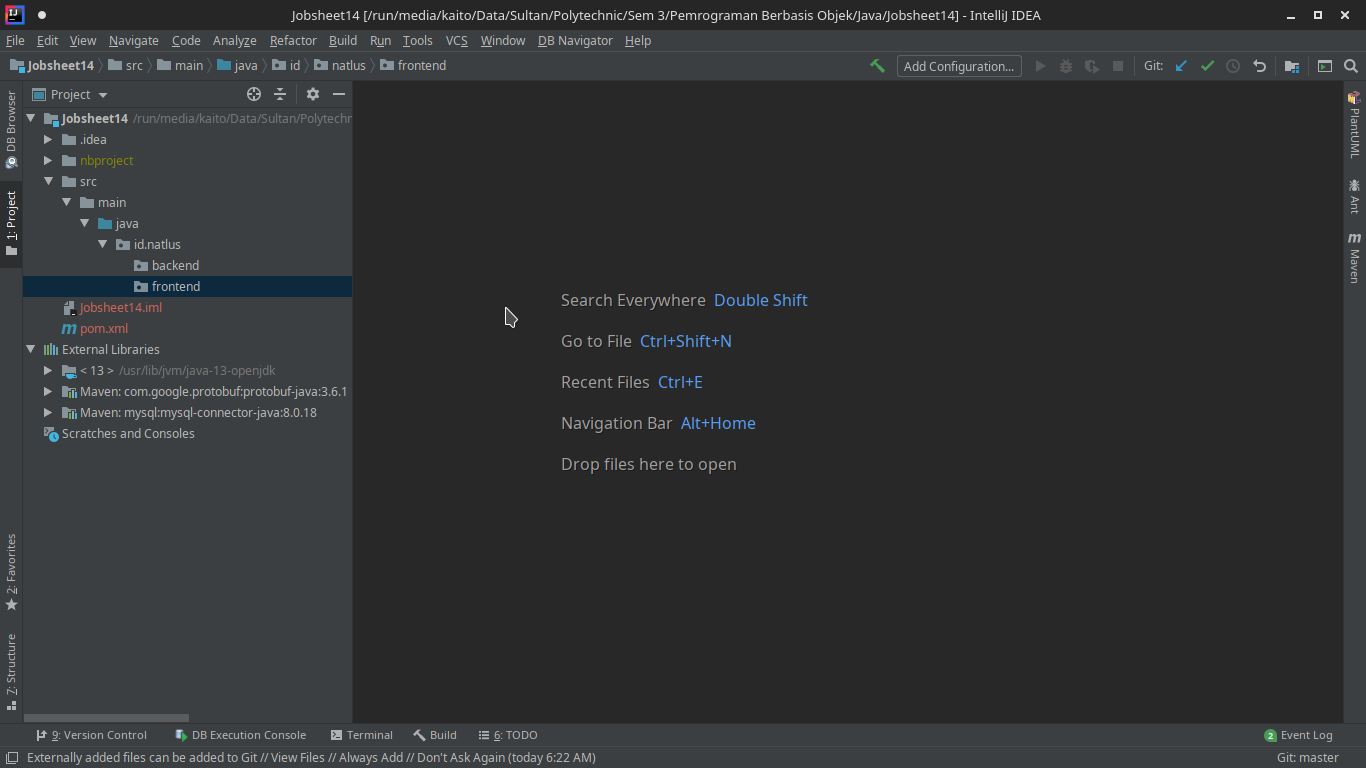 Jobsheet14 [/run/media/kaito/Data/Sultan/Polytechnic/Sem 3/Pemrograman Berbasis Objek/Java/Jobsheet14] - IntelliJ IDEA
File Edit View Navigate Code Analyze Refactor Build Run Tools VCS Window DB Navigator Help
Jobsheet14 src main java id natlus frontend Add Configuration... Git:
Project
Jobsheet14 /run/media/kaito/Data/Sultan/Polytechn
.idea
nbproject
src
main
java
id.natlus
backend
frontend
Jobsheet14.iml
pom.xml
External Libraries
< 13 > /usr/lib/jvm/java-13-openjdk
Maven: com.google.protobuf:protobuf-java:3.6.1
Maven: mysql:mysql-connector-java:8.0.18
Scratches and Consoles
DB Browser
1: Project
2: Favorites
7: Structure
Search Everywhere Double Shift
Go to File Ctrl+Shift+N
Recent Files Ctrl+E
Navigation Bar Alt+Home
Drop files here to open
PlantUML
Ant
Maven
9: Version Control DB Execution Console Terminal Build 6: TODO 2 Event Log
Externally added files can be added to Git // View Files // Always Add // Don't Ask Again (today 6:22 AM) Git: master